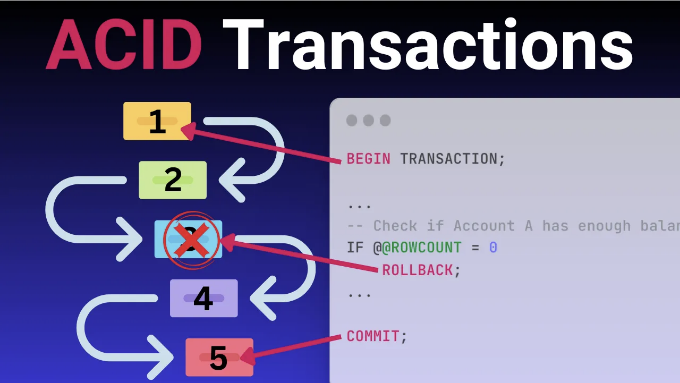 ACID Transactions
1
2
3
4
5
BEGIN TRANSACTION;
...
-- Check if Account A has enough balan
IF @@ROWCOUNT = 0
ROLLBACK;
...
COMMIT;